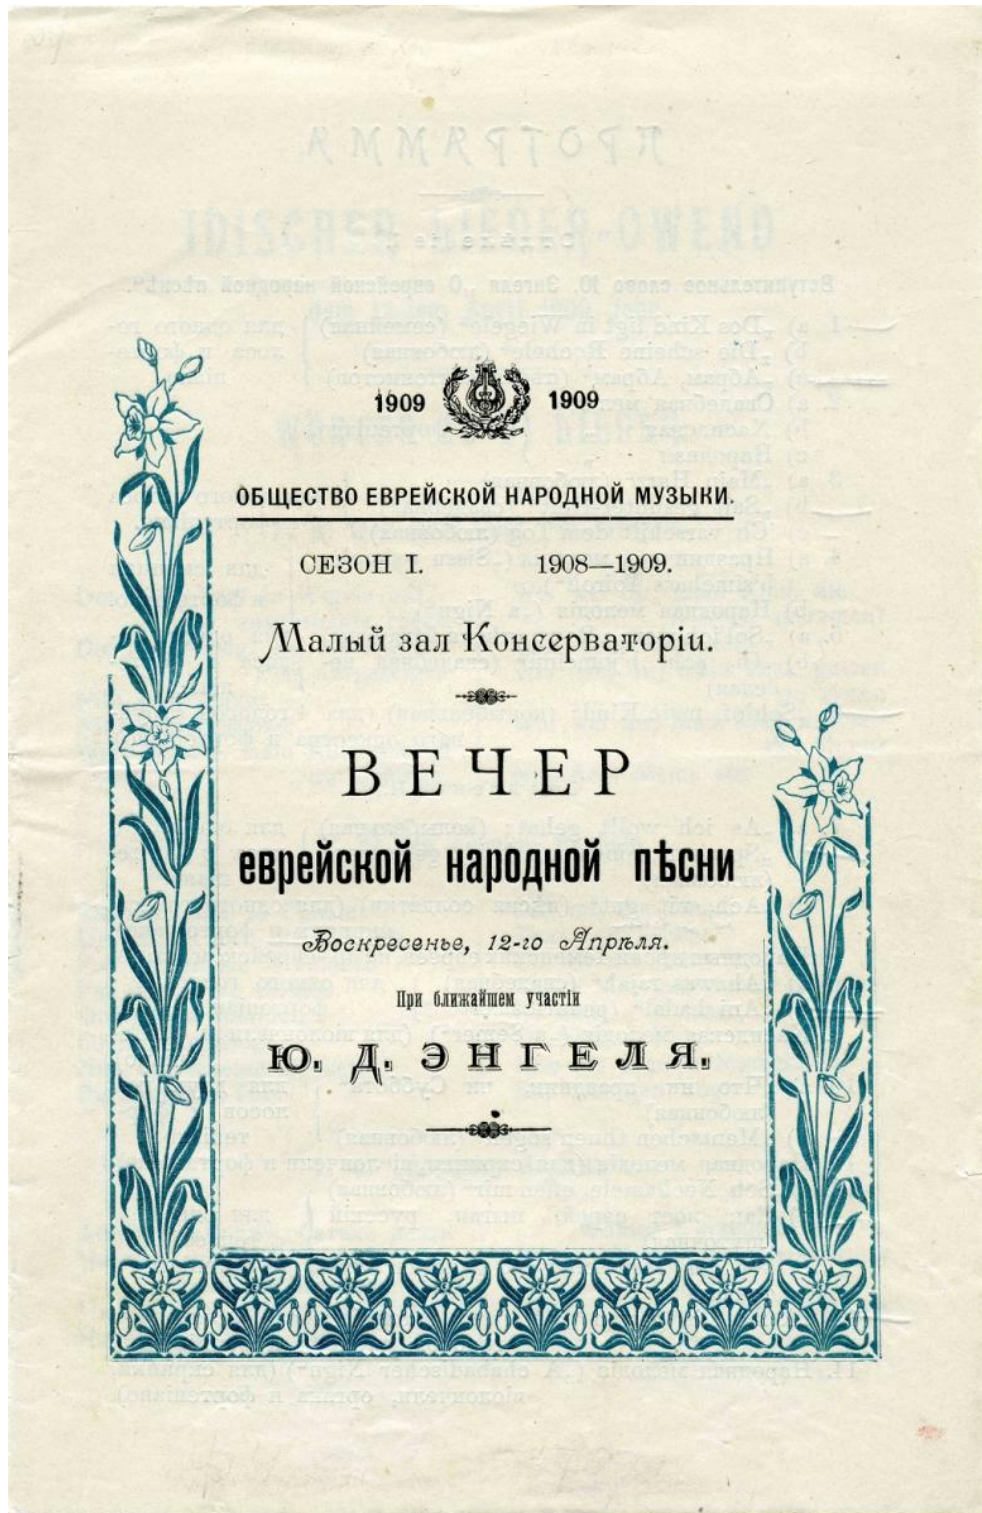 1909 1909
ОБЩЕСТВО ЕВРЕЙСКОЙ НАРОДНОЙ МУЗЫКИ.
СЕЗОН I. 1908—1909.
Малый зал Консерваторіи.
ВЕЧЕР
еврейской народной пѣсни
Воскресенье, 12-го Апрѣля.
При ближайшем участіи
Ю. Д. ЭНГЕЛЯ.